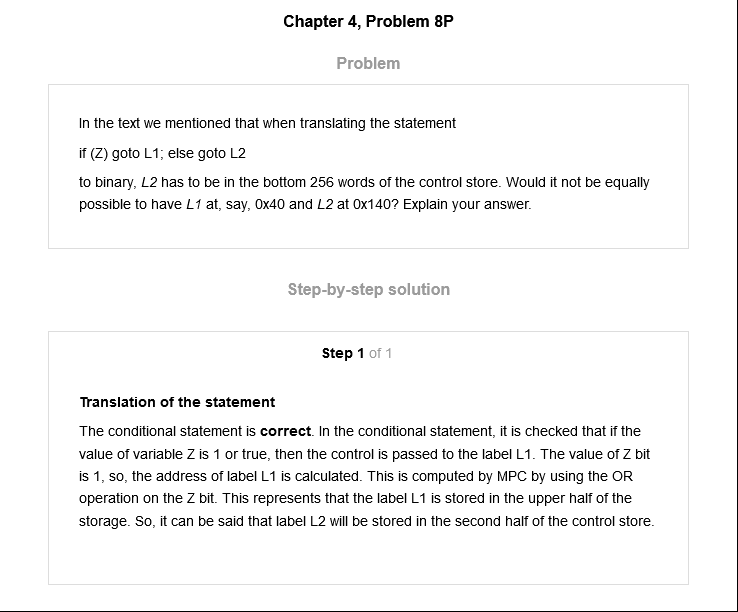 Chapter 4, Problem 8P
Problem
In the text we mentioned that when translating the statement
if (Z) goto L1; else goto L2
to binary, L2 has to be in the bottom 256 words of the control store. Would it not be equally
possible to have L1 at, say, 0x40 and L2 at 0x140? Explain your answer.
Step-by-step solution
Step 1 of 1
Translation of the statement
The conditional statement is correct. In the conditional statement, it is checked that if the
value of variable Z is 1 or true, then the control is passed to the label L1. The value of Z bit
is 1, so, the address of label L1 is calculated. This is computed by MPC by using the OR
operation on the Z bit. This represents that the label L1 is stored in the upper half of the
storage. So, it can be said that label L2 will be stored in the second half of the control store.